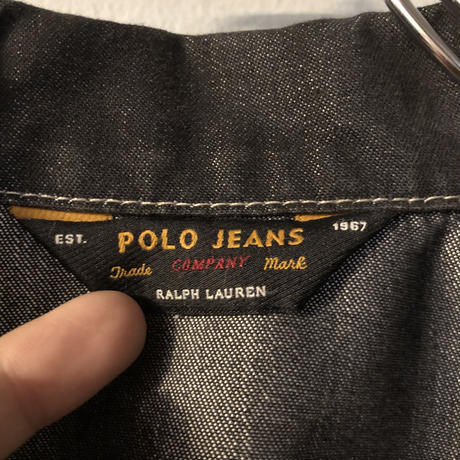 EST. POLO JEANS 1967
Trade COMPANY Mark
RALPH LAUREN